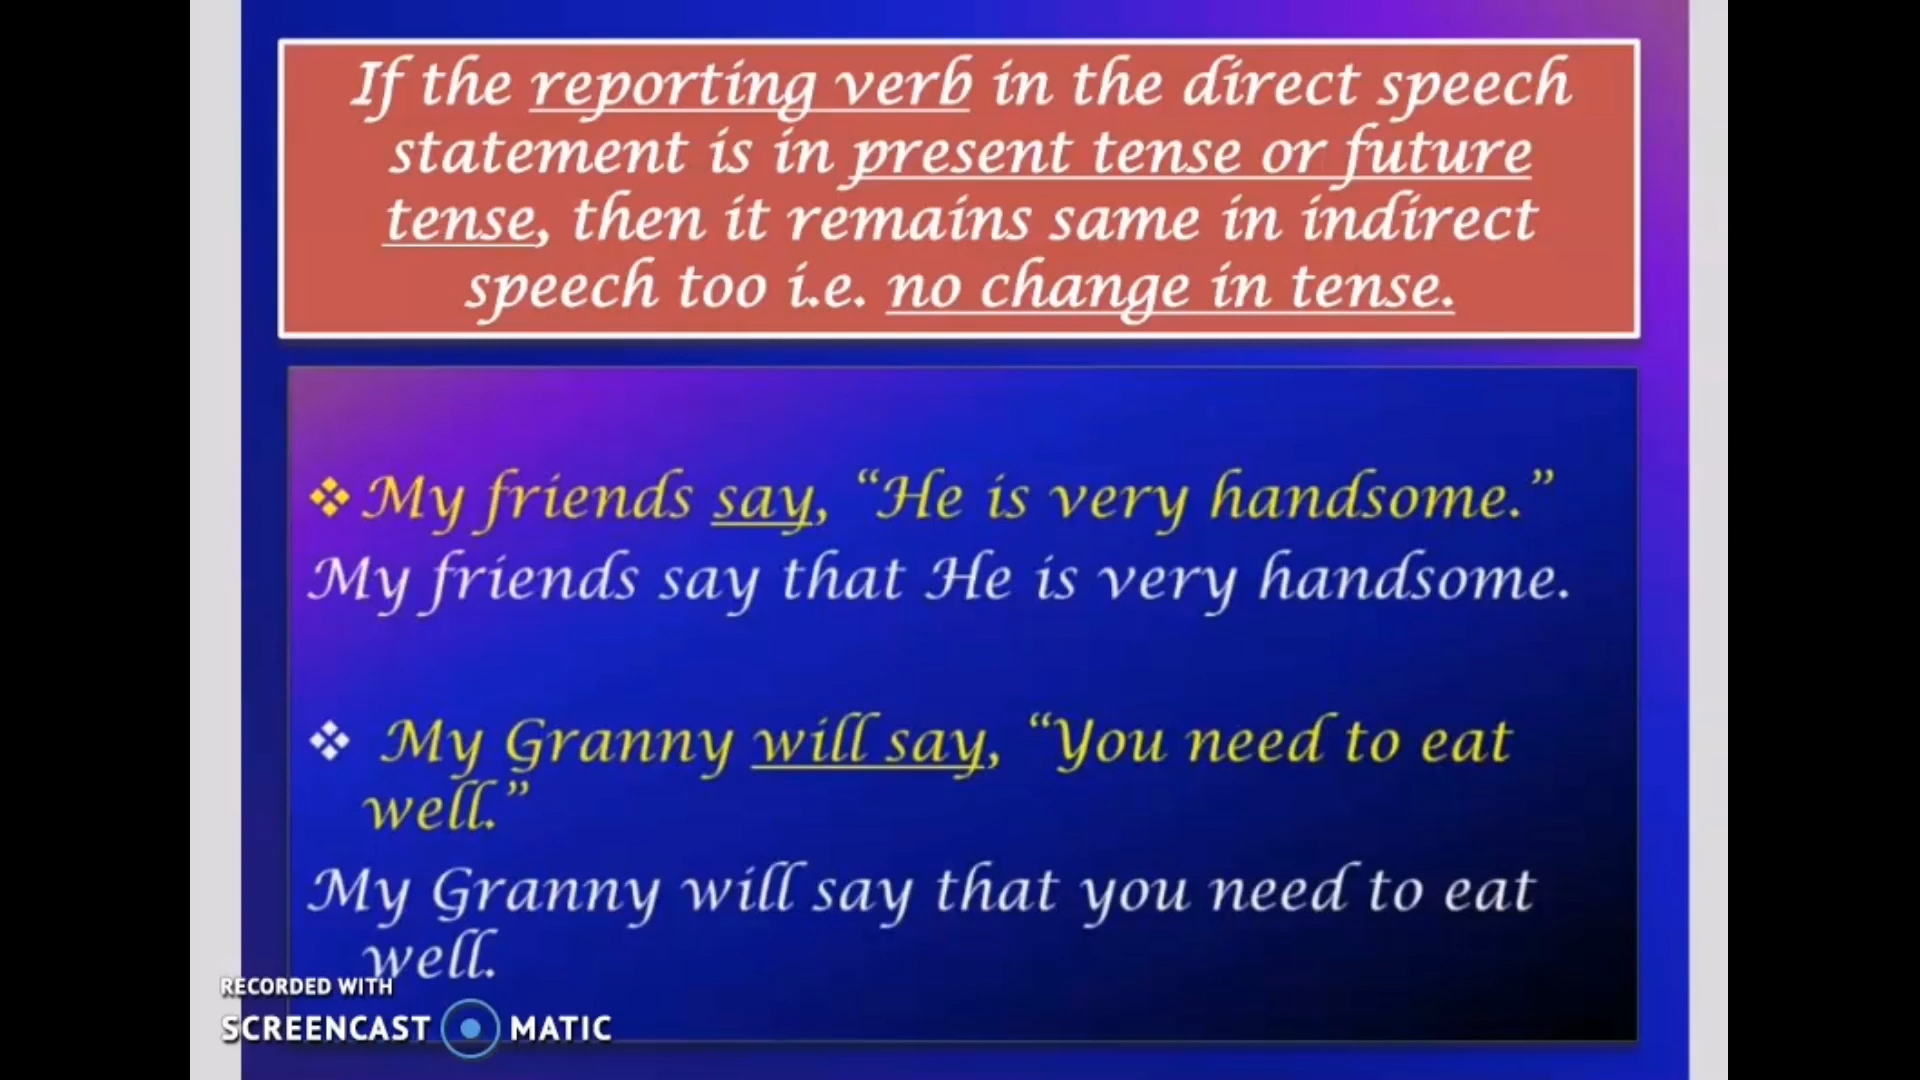 If the reporting verb in the direct speech
statement is in present tense or future
tense, then it remains same in indirect
speech too i.e. no change in tense.
❖ My friends say, “He is very handsome.”
My friends say that He is very handsome.
❖ My Granny will say, “You need to eat
well.”
My Granny will say that you need to eat
well.
RECORDED WITH
SCREENCAST MATIC